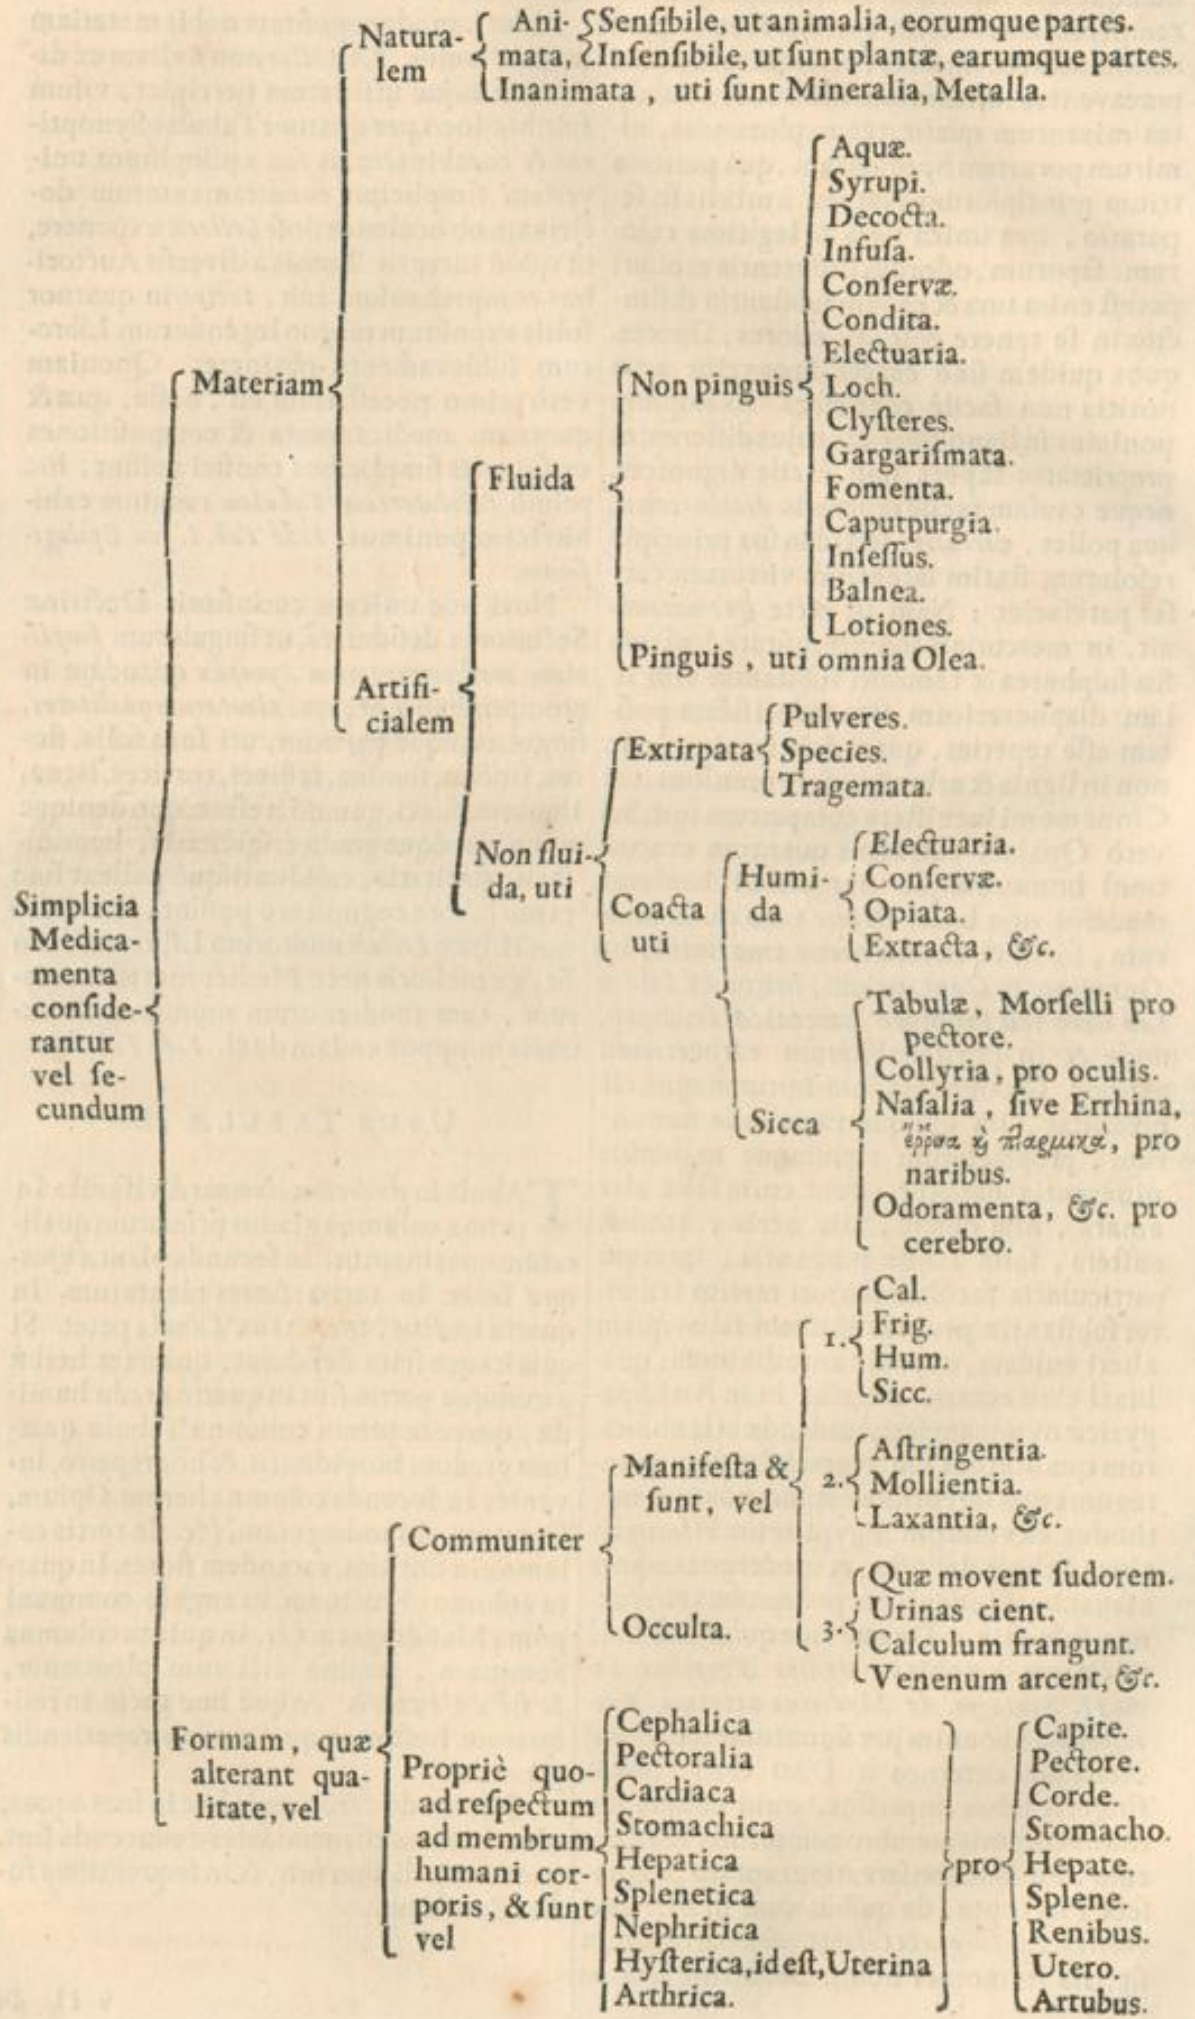 Natura-
lem
Ani-
mata,
Senſibile, ut animalia, eorumque partes.
Inſenſibile, ut ſunt plantæ, earumque partes.
Inanimata, uti ſunt Mineralia, Metalla.
Materiam
Aquæ.
Syrupi.
Decocta.
Infuſa.
Conſervæ.
Condita.
Electuaria.
Non pinguis
Loch.
Clyſteres.
Gargariſmata.
Fluida
Fomenta.
Caputpurgia.
Inſeſſus.
Balnea.
Lotiones.
Pinguis, uti omnia Olea.
Artifi-
cialem
Extirpata
Pulveres.
Species.
Tragemata.
Non flui-
da, uti
Coacta
uti
Humi-
da
Electuaria.
Conſervæ.
Opiata.
Extracta, &c.
Simplicia
Medica-
menta
conſide-
rantur
vel ſe-
cundum
Sicca
Tabulæ, Morſelli pro
pectore.
Collyria, pro oculis.
Naſalia, ſive Errhina,
pro
naribus.
Odoramenta, &c. pro
cerebro.
1.
Cal.
Frig.
Hum.
Sicc.
Manifeſta &
ſunt, vel
2.
Aſtringentia.
Mollientia.
Laxantia, &c.
Communiter
Occulta.
3.
Quæ movent ſudorem.
Urinas cient.
Calculum frangunt.
Venenum arcent, &c.
Formam, quæ
alterant qua-
litate, vel
Propriè quo-
ad reſpectum
ad membrum
humani cor-
poris, & ſunt
vel
Cephalica
Pectoralia
Cardiaca
Stomachica
Hepatica
Splenetica
Nephritica
Hyſterica, id eſt, Uterina
Arthrica.
pro
Capite.
Pectore.
Corde.
Stomacho.
Hepate.
Splene.
Renibus.
Utero.
Artubus.